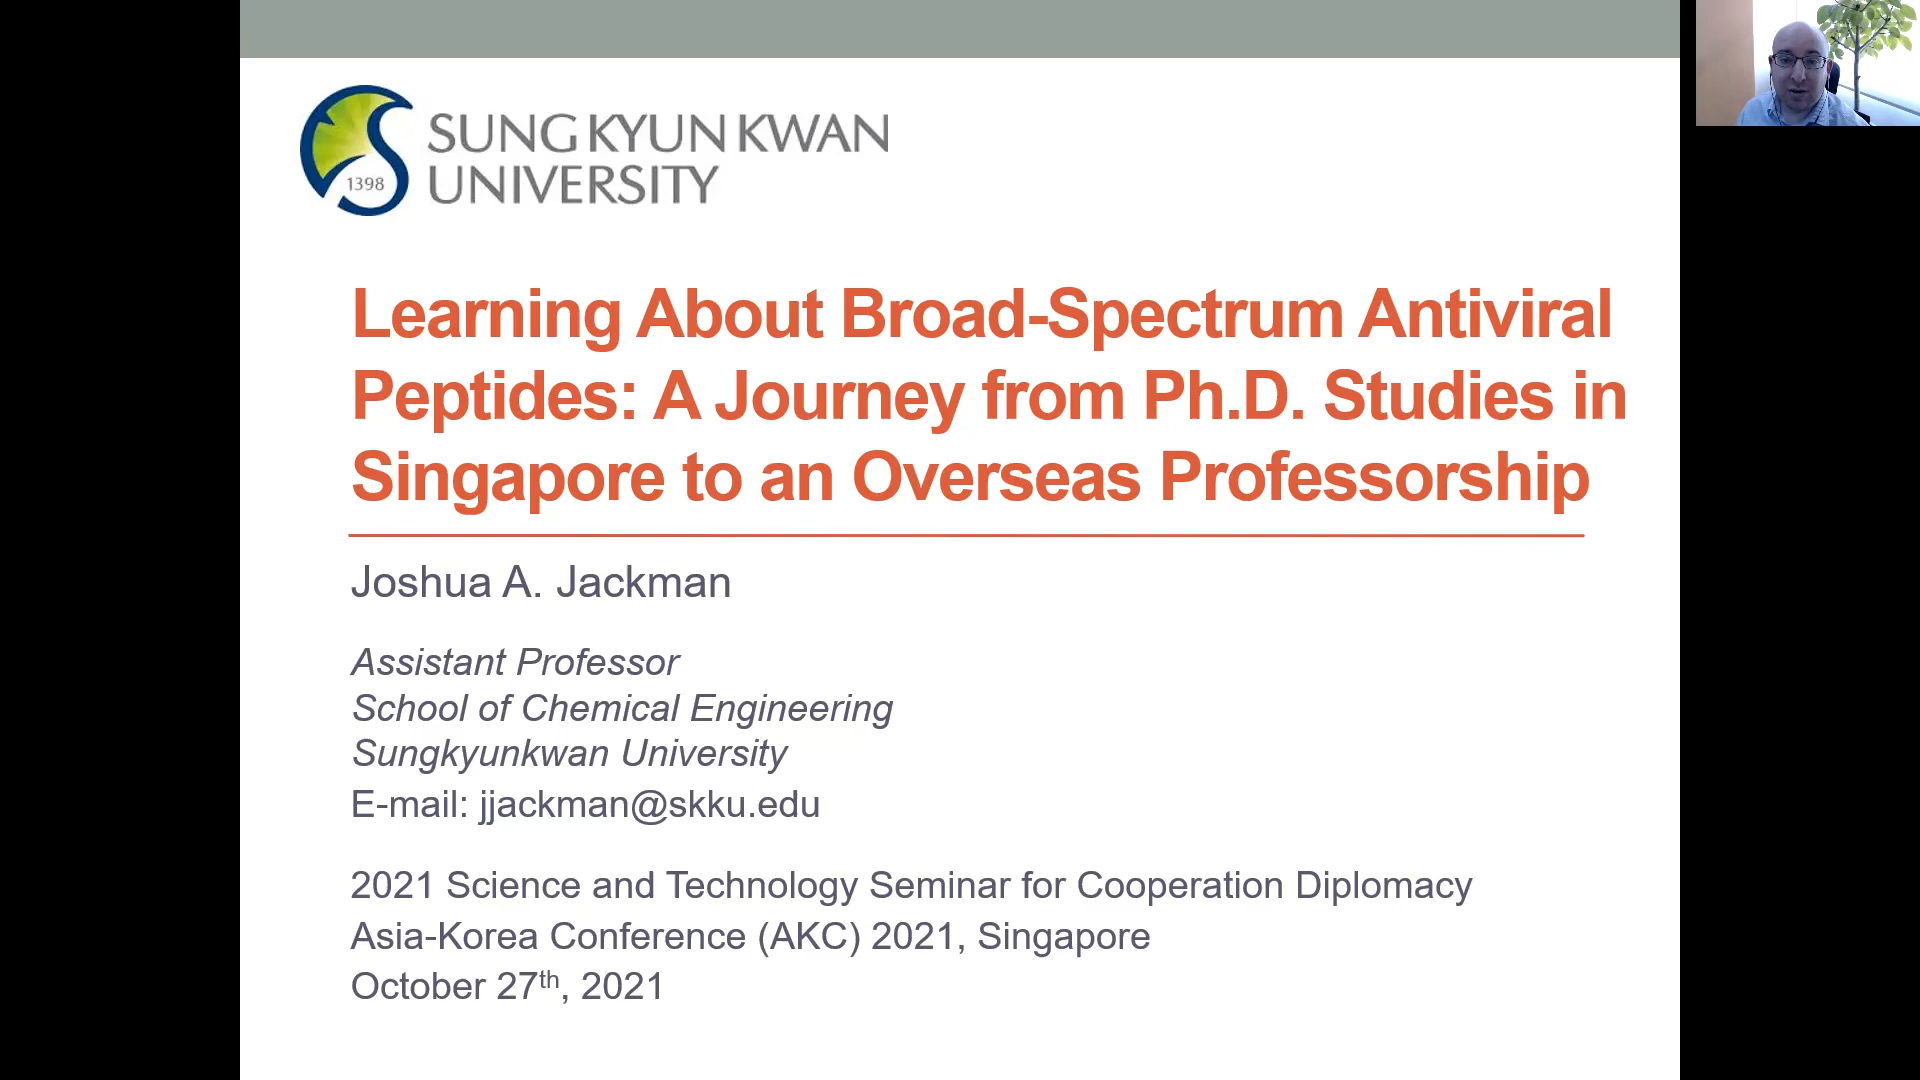 SUNG KYUN KWAN
UNIVERSITY
1398
Learning About Broad-Spectrum Antiviral
Peptides: A Journey from Ph.D. Studies in
Singapore to an Overseas Professorship
Joshua A. Jackman
Assistant Professor
School of Chemical Engineering
Sungkyunkwan University
E-mail: jjackman@skku.edu
2021 Science and Technology Seminar for Cooperation Diplomacy
Asia-Korea Conference (AKC) 2021, Singapore
October 27th, 2021